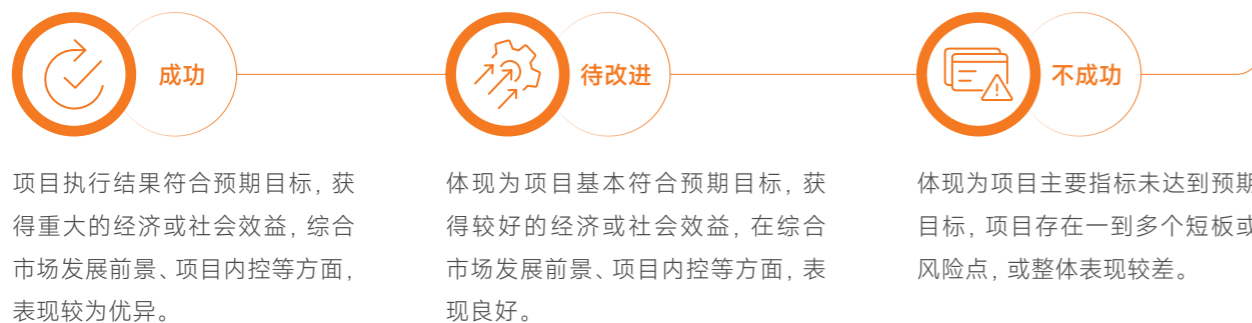 成功
项目执行结果符合预期目标，获
得重大的经济或社会效益，综合
市场发展前景、项目内控等方面，
表现较为优异。
待改进
体现为项目基本符合预期目标，获
得较好的经济或社会效益，在综合
市场发展前景、项目内控等方面，表
现良好。
不成功
体现为项目主要指标未达到预期
目标，项目存在一到多个短板或
风险点，或整体表现较差。